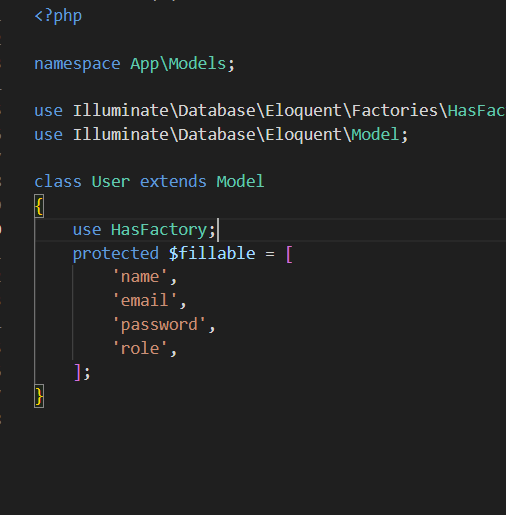 <?php
namespace App\Models;
use Illuminate\Database\Eloquent\Factories\HasFac
use Illuminate\Database\Eloquent\Model;
class User extends Model
{
use HasFactory;
protected $fillable = [
'name',
'email',
'password',
'role',
];
}